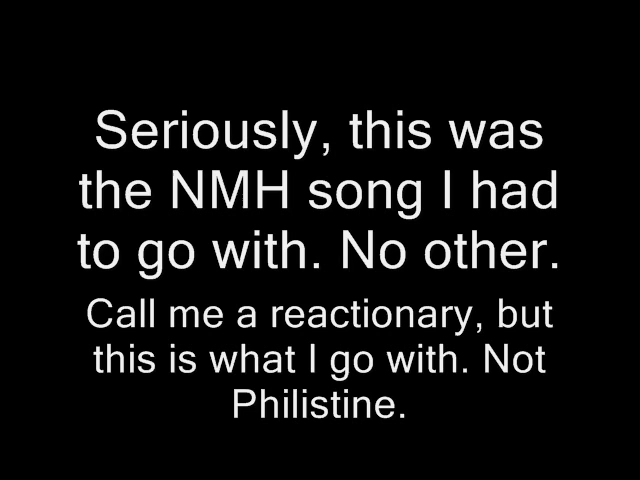 Seriously, this was
the NMH song I had
to go with. No other.
Call me a reactionary, but
this is what I go with. Not
Philistine.